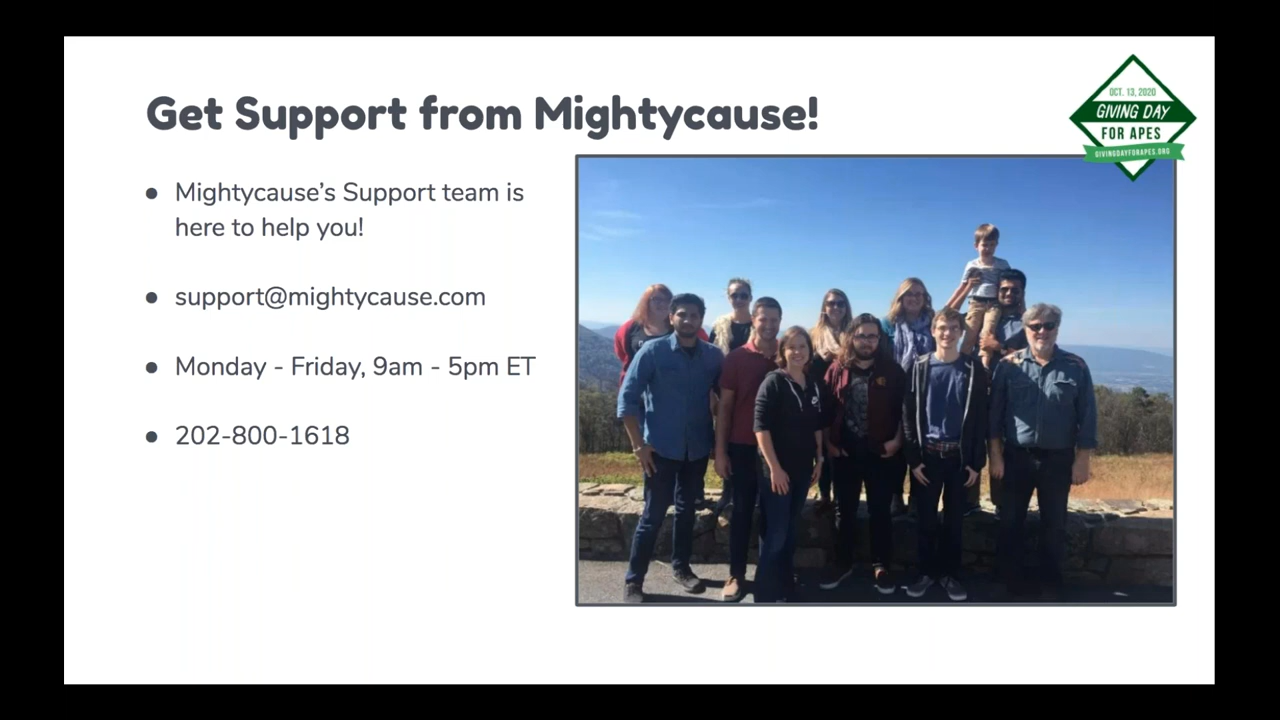 Get Support from Mightycause!
OCT. 13, 2020
GIVING DAY
FOR APES
GIVINGDAYFORAPES.ORG
• Mightycause’s Support team is
here to help you!
• support@mightycause.com
• Monday - Friday, 9am - 5pm ET
• 202-800-1618